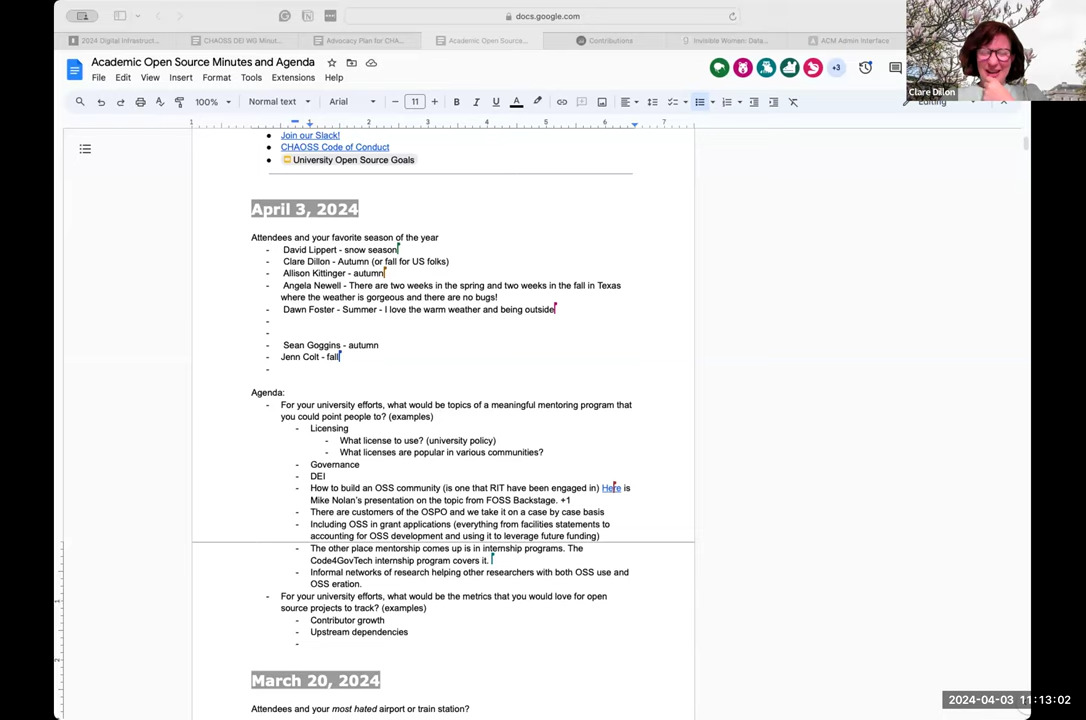 docs.google.com
2024 Digital Infrastruct...
CHAOSS DEI WG Minut...
Advocacy Plan for CHA...
Academic Open Source...
Contributions
Invisible Women: Data...
ACM Admin Interface
Academic Open Source Minutes and Agenda
File Edit View Insert Format Tools Extensions Help
+3
Clare Dillon
100% Normal text Arial 11 Editing
1 1 2 3 4 5 6 7
Join our Slack!
CHAOSS Code of Conduct
University Open Source Goals
April 3, 2024
Attendees and your favorite season of the year
- David Lippert - snow season
- Clare Dillon - Autumn (or fall for US folks)
- Allison Kittinger - autumn
- Angela Newell - There are two weeks in the spring and two weeks in the fall in Texas
where the weather is gorgeous and there are no bugs!
- Dawn Foster - Summer - I love the warm weather and being outside
-
-
- Sean Goggins - autumn
- Jenn Colt - fall
-
Agenda:
- For your university efforts, what would be topics of a meaningful mentoring program that
you could point people to? (examples)
- Licensing
- What license to use? (university policy)
- What licenses are popular in various communities?
- Governance
- DEI
- How to build an OSS community (is one that RIT have been engaged in) Here is
Mike Nolan's presentation on the topic from FOSS Backstage. +1
- There are customers of the OSPO and we take it on a case by case basis
- Including OSS in grant applications (everything from facilities statements to
accounting for OSS development and using it to leverage future funding)
- The other place mentorship comes up is in internship programs. The
Code4GovTech internship program covers it.
- Informal networks of research helping other researchers with both OSS use and
OSS eration.
- For your university efforts, what would be the metrics that you would love for open
source projects to track? (examples)
- Contributor growth
- Upstream dependencies
-
March 20, 2024
Attendees and your most hated airport or train station?
2024-04-03 11:13:02